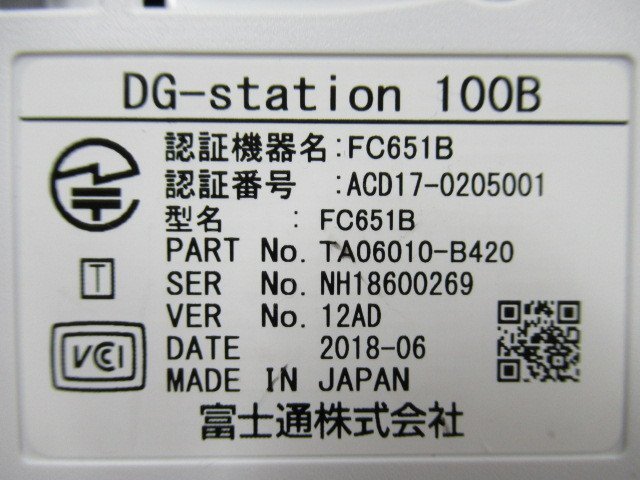 DG-station 100B
認証機器名:FC651B
認証番号 :ACD17-0205001
型名 : FC651B
PART No. TA06010-B420
SER No. NH18600269
VER No. 12AD
DATE 2018-06
MADE IN JAPAN
富士通株式会社
T
VCCI